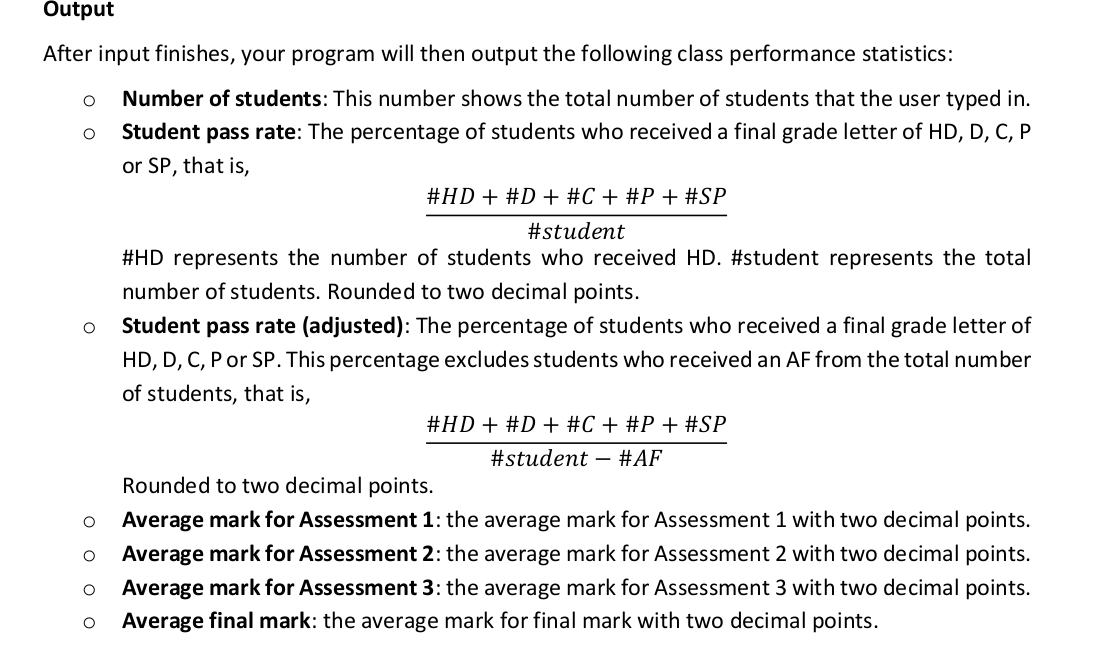 Output
After input finishes, your program will then output the following class performance statistics:
o Number of students: This number shows the total number of students that the user typed in.
o Student pass rate: The percentage of students who received a final grade letter of HD, D, C, P
or SP, that is,
#HD + #D + #C + #P + #SP
#student
#HD represents the number of students who received HD. #student represents the total
number of students. Rounded to two decimal points.
o Student pass rate (adjusted): The percentage of students who received a final grade letter of
HD, D, C, P or SP. This percentage excludes students who received an AF from the total number
of students, that is,
#HD + #D + #C + #P + #SP
#student − #AF
Rounded to two decimal points.
o Average mark for Assessment 1: the average mark for Assessment 1 with two decimal points.
o Average mark for Assessment 2: the average mark for Assessment 2 with two decimal points.
o Average mark for Assessment 3: the average mark for Assessment 3 with two decimal points.
o Average final mark: the average mark for final mark with two decimal points.